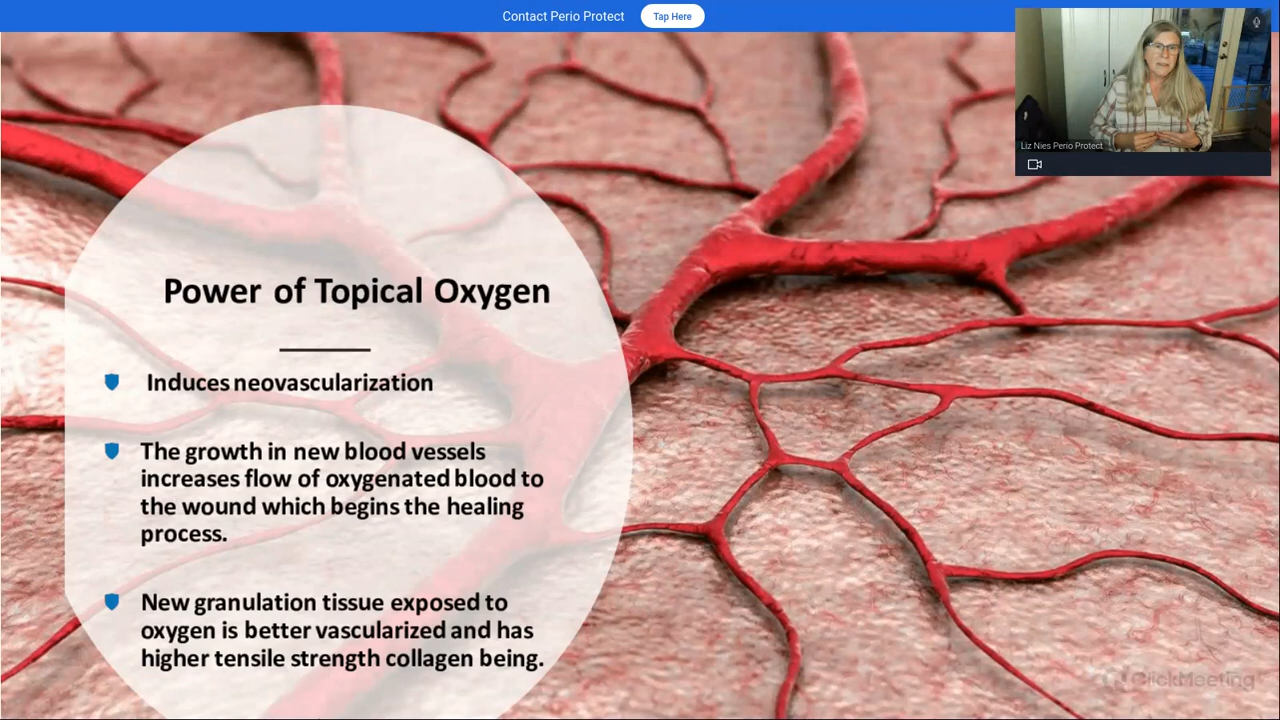 Contact Perio Protect
Tap Here
Liz Nies Perio Protect
Power of Topical Oxygen
Induces neovascularization
The growth in new blood vessels
increases flow of oxygenated blood to
the wound which begins the healing
process.
New granulation tissue exposed to
oxygen is better vascularized and has
higher tensile strength collagen being.
ClickMeeting